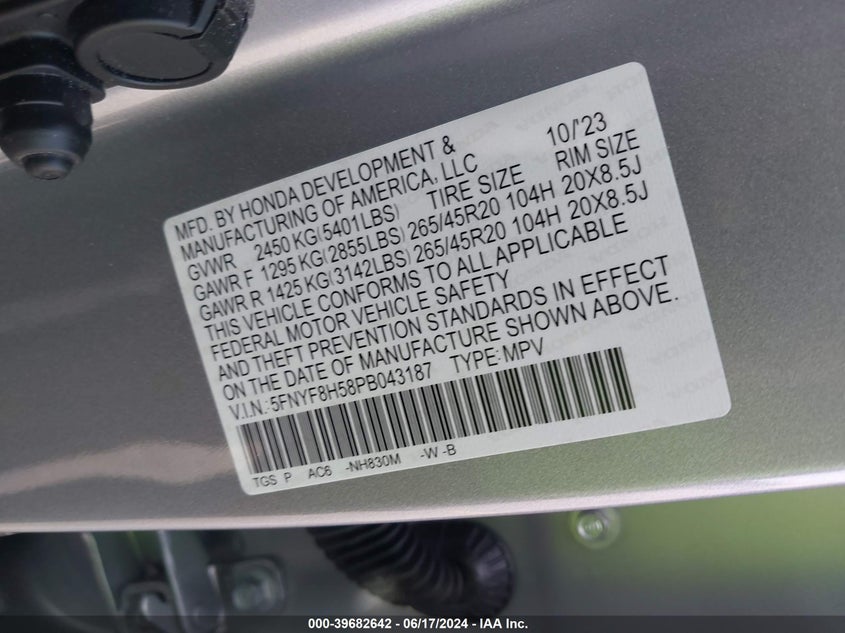 MFD. BY HONDA DEVELOPMENT & 10/'23
MANUFACTURING OF AMERICA, LLC
GVWR 2450 KG(5401LBS) TIRE SIZE RIM SIZE
GAWR F 1295 KG(2855LBS) 265/45R20 104H 20X8.5J
GAWR R 1425 KG(3142LBS) 265/45R20 104H 20X8.5J
THIS VEHICLE CONFORMS TO ALL APPLICABLE
FEDERAL MOTOR VEHICLE SAFETY
AND THEFT PREVENTION STANDARDS IN EFFECT
ON THE DATE OF MANUFACTURE SHOWN ABOVE.
V.I.N.: 5FNYF8H58PB043187 TYPE: MPV
TGS P AC6 -NH830M -W -B
000-39682642 - 06/17/2024 - IAA Inc.